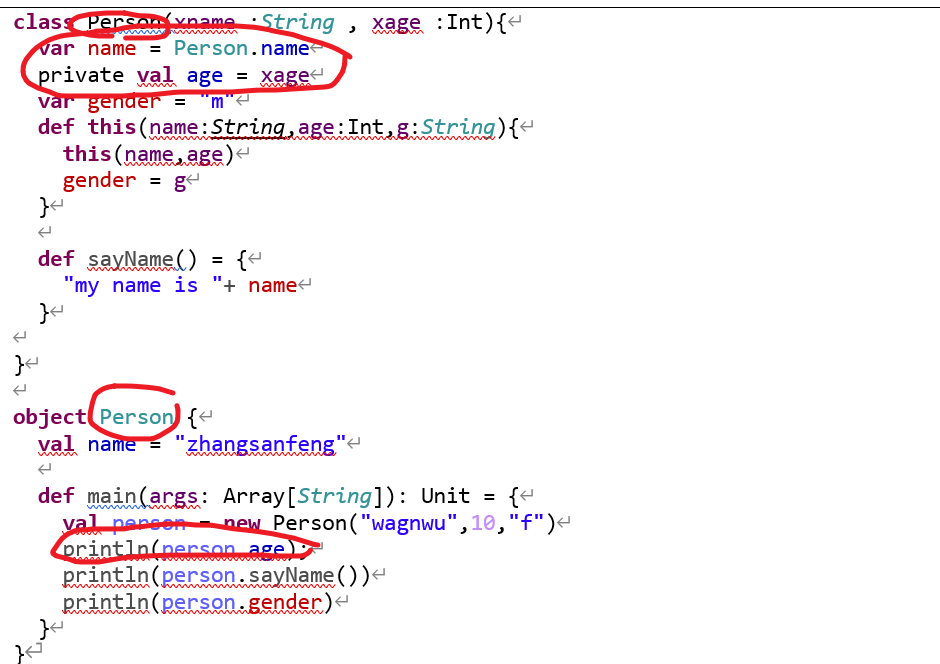 class Person(xname :String , xage :Int){↵
var name = Person.name↵
private val age = xage↵
var gender = "m"↵
def this(name:String,age:Int,g:String){↵
this(name,age)↵
gender = g↵
}↵
↵
def sayName() = {↵
"my name is "+ name↵
}↵
↵
}↵
↵
object Person {↵
val name = "zhangsanfeng"↵
↵
def main(args: Array[String]): Unit = {↵
val person = new Person("wagnwu",10,"f")↵
println(person.age);↵
println(person.sayName())↵
println(person.gender)↵
}↵
}↵